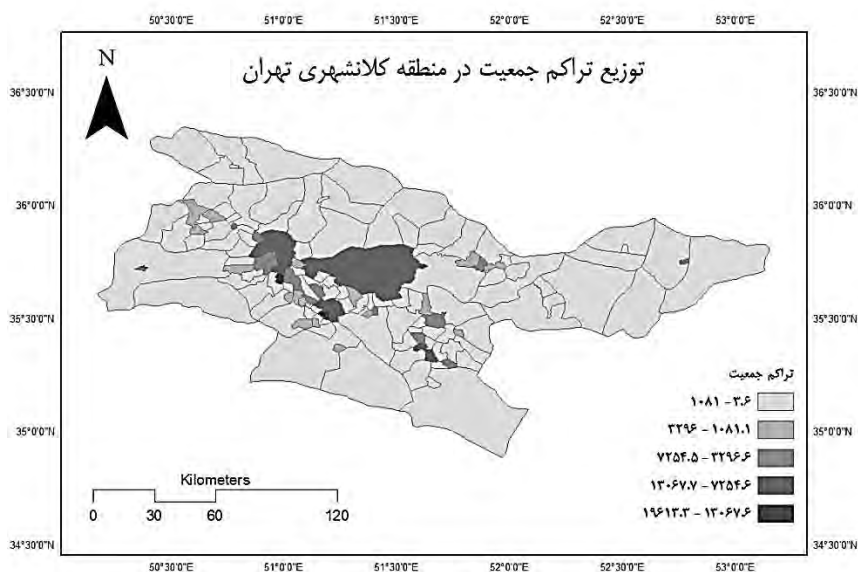 50°30'0"E 51°0'0"E 51°30'0"E 52°0'0"E 52°30'0"E 53°0'0"E
N
توزیع تراکم جمعیت در منطقه کلانشهری تهران
36°30'0"N 36°30'0"N
36°0'0"N 36°0'0"N
35°30'0"N 35°30'0"N
تراکم جمعیت
۳.۶ – ۱۰۸۱
۱۰۸۱.۱ – ۳۲۹۶
۳۲۹۶.۶ – ۷۲۵۴.۵
۷۲۵۴.۶ – ۱۳۰۶۷.۷
۱۳۰۶۷.۶ – ۱۹۶۱۳.۳
35°0'0"N 35°0'0"N
Kilometers
0 30 60 120
34°30'0"N 34°30'0"N
50°30'0"E 51°0'0"E 51°30'0"E 52°0'0"E 52°30'0"E 53°0'0"E